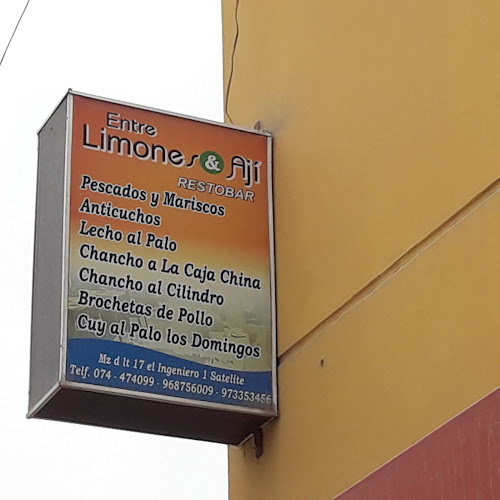 Entre
Limones & Ají
RESTOBAR
Pescados y Mariscos
Anticuchos
Lecho al Palo
Chancho a La Caja China
Chancho al Cilindro
Brochetas de Pollo
Cuy al Palo los Domingos
Mz d lt 17 el Ingeniero 1 Satelite
Telf. 074 - 474099 - 968756009 - 973353456